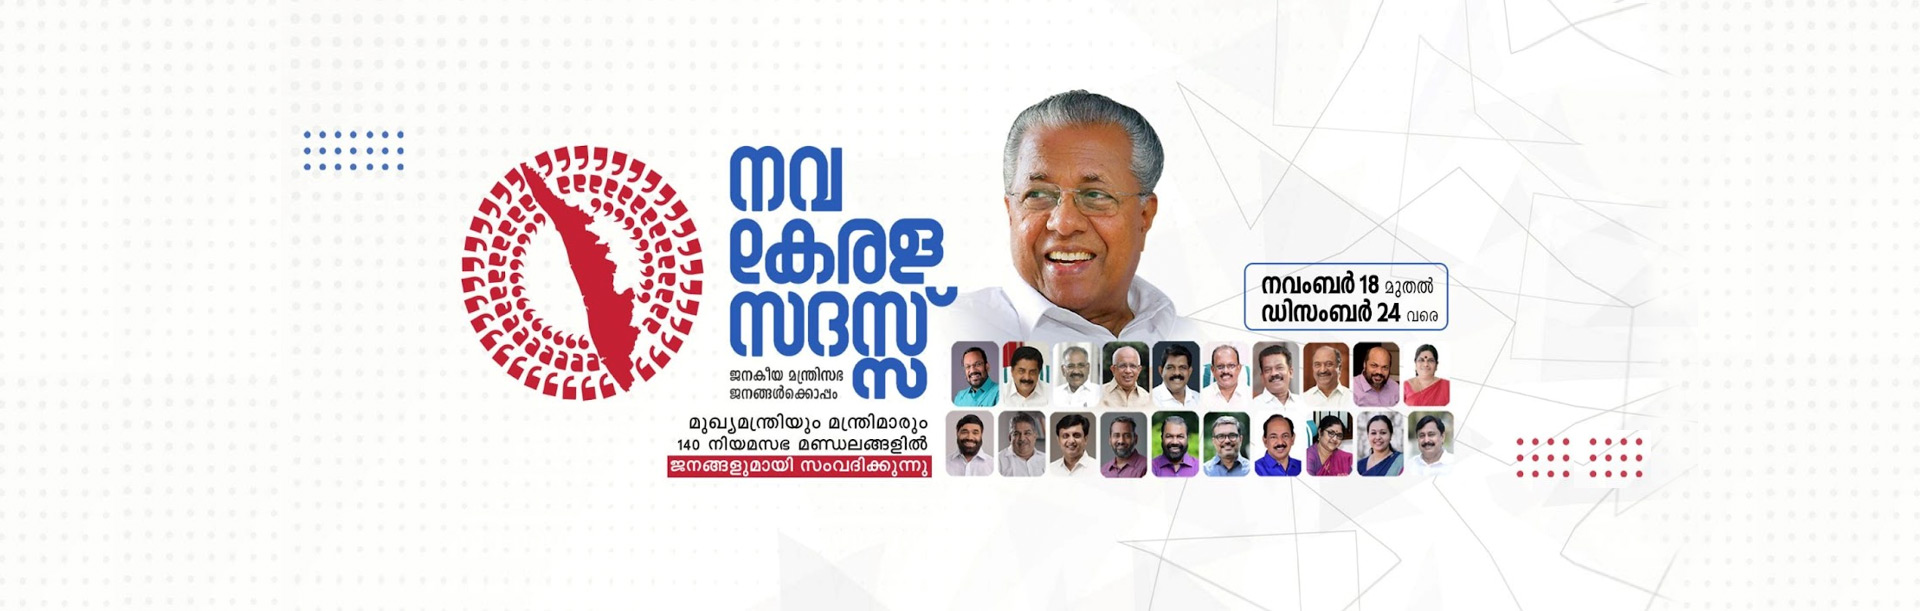 നവ
കേരള
സദസ്സ്
ജനകീയ മന്ത്രിസഭ
ജനങ്ങൾക്കൊപ്പം
മുഖ്യമന്ത്രിയും മന്ത്രിമാരും
140 നിയമസഭ മണ്ഡലങ്ങളിൽ
ജനങ്ങളുമായി സംവദിക്കുന്നു
നവംബർ 18 മുതൽ
ഡിസംബർ 24 വരെ